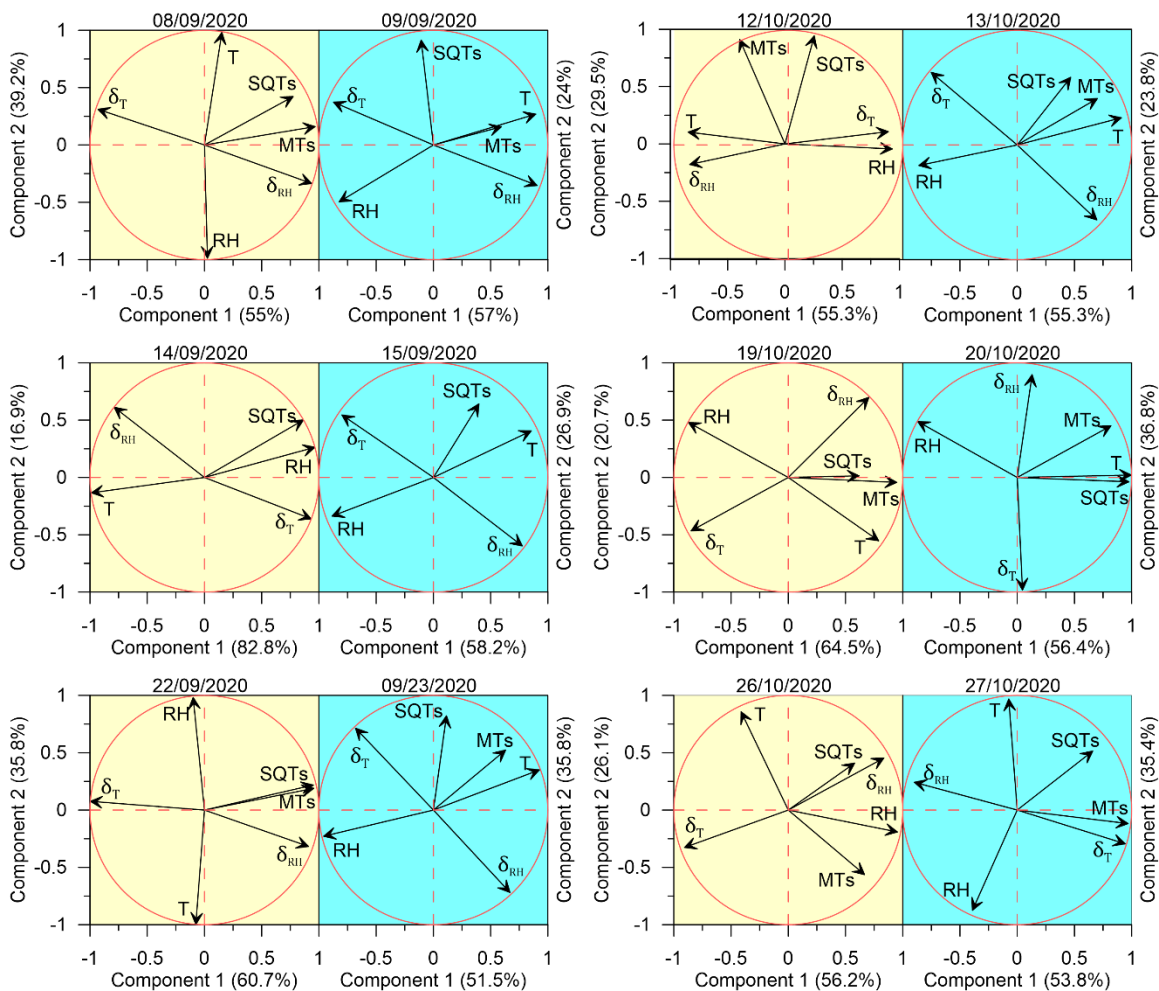 08/09/2020 09/09/2020
Component 2 (39.2%)
1
0.5
0
-0.5
-1
T
SQTs
δT
MTs
δRH
RH
SQTs
T
δT
MTs
RH
δRH
Component 2 (24%)
-1 -0.5 0 0.5 1 -0.5 0 0.5 1
Component 1 (55%) Component 1 (57%)
12/10/2020 13/10/2020
Component 2 (29.5%)
1
0.5
0
-0.5
-1
MTs
SQTs
T
δT
RH
δRH
SQTs
δT
MTs
T
RH
δRH
Component 2 (23.8%)
-1 -0.5 0 0.5 1 -0.5 0 0.5 1
Component 1 (55.3%) Component 1 (55.3%)
14/09/2020 15/09/2020
Component 2 (16.9%)
1
0.5
0
-0.5
-1
SQTs
δRH
RH
T
δT
SQTs
δT
T
RH
δRH
Component 2 (26.9%)
-1 -0.5 0 0.5 1 -0.5 0 0.5 1
Component 1 (82.8%) Component 1 (58.2%)
19/10/2020 20/10/2020
Component 2 (20.7%)
1
0.5
0
-0.5
-1
δRH
RH
SQTs
MTs
δT
T
δRH
RH
MTs
T
SQTs
δT
Component 2 (36.8%)
-1 -0.5 0 0.5 1 -0.5 0 0.5 1
Component 1 (64.5%) Component 1 (56.4%)
22/09/2020 09/23/2020
Component 2 (35.8%)
1
0.5
0
-0.5
-1
RH
SQTs
δT
MTs
δRH
T
SQTs
MTs
δT
T
RH
δRH
Component 2 (35.8%)
-1 -0.5 0 0.5 1 -0.5 0 0.5 1
Component 1 (60.7%) Component 1 (51.5%)
26/10/2020 27/10/2020
Component 2 (26.1%)
1
0.5
0
-0.5
-1
T
SQTs
δRH
RH
δT
MTs
T
SQTs
δRH
MTs
δT
RH
Component 2 (35.4%)
-1 -0.5 0 0.5 1 -0.5 0 0.5 1
Component 1 (56.2%) Component 1 (53.8%)